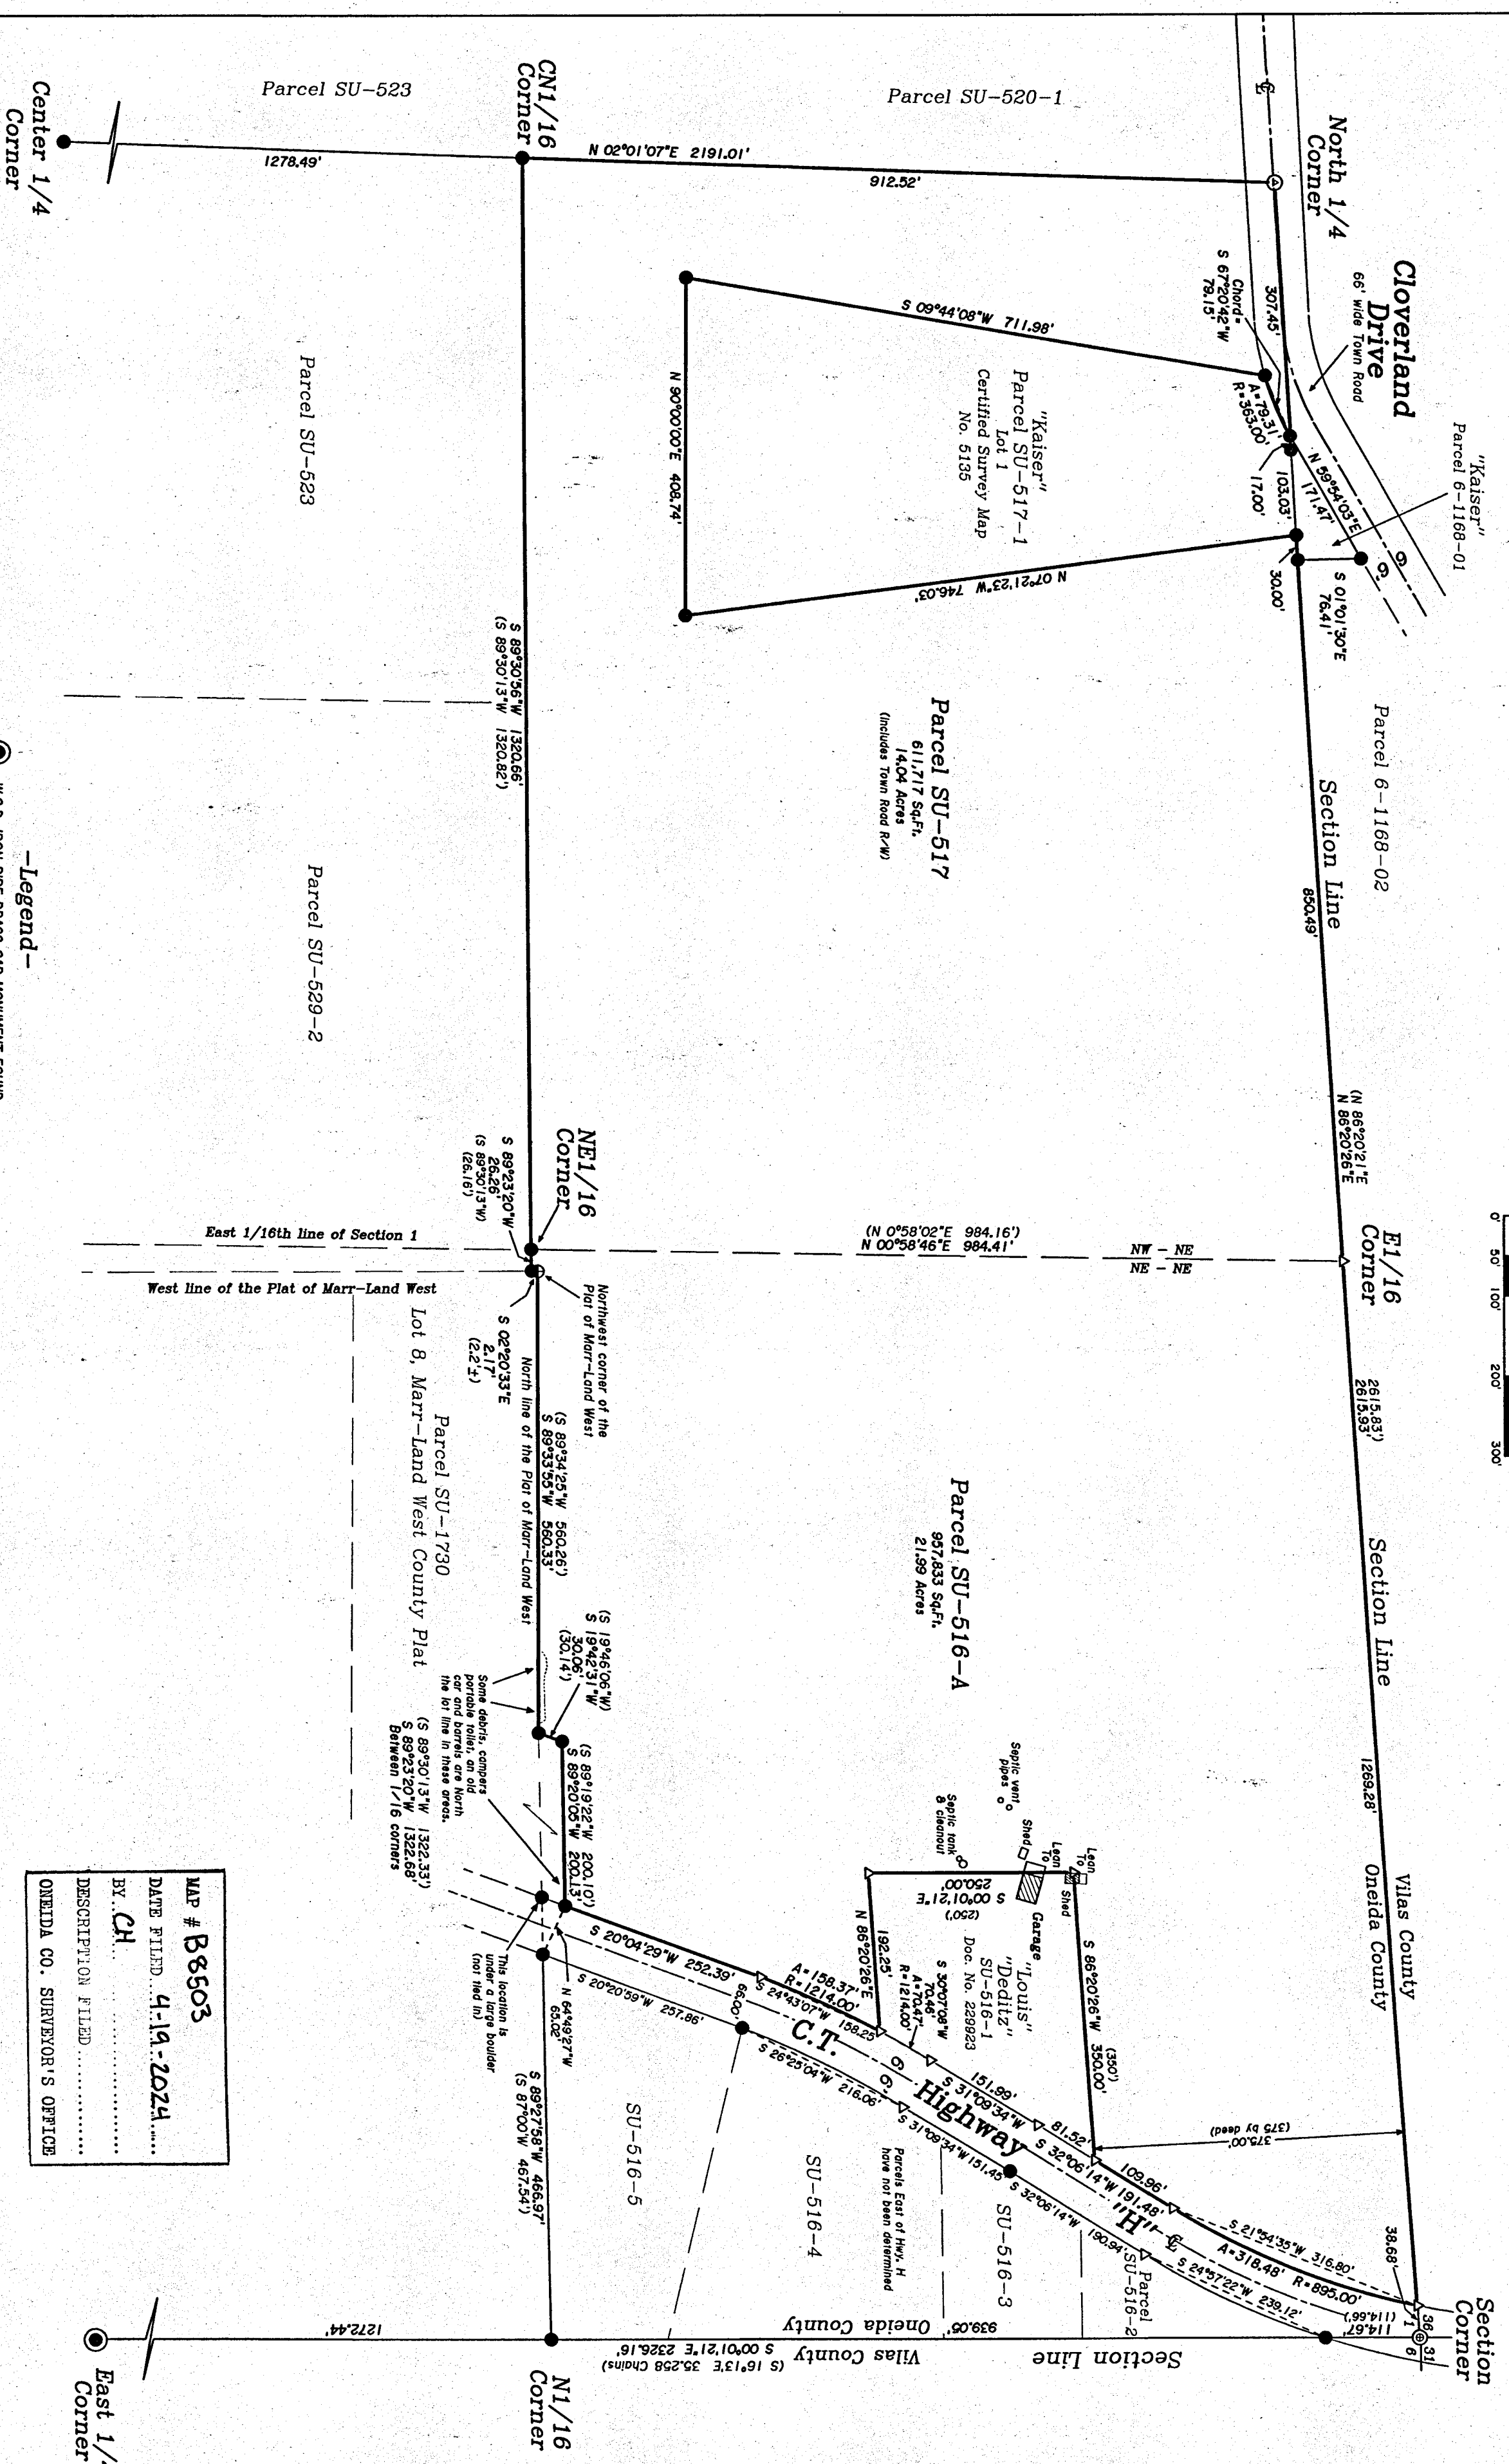 Parcel SU-523
CN1/16
Corner
Center 1/4
Corner
1278.49'
N 02°01'07"E 2191.01'
912.52'
Parcel SU-520-1
North 1/4
Corner
Cloverland
Drive
66' wide Town Road
"Kaiser"
Parcel 6-1168-01
307.45'
Chord=
S 67°20'42"W
79.15'
A=79.31'
R=363.00'
N 59°54'03"E
171.47'
103.03'
17.00'
30.00'
S 01°01'30"E
76.41'
66'
S 09°44'08"W 711.98'
N 90°00'00"E 408.74'
N 07°21'23"W 746.03'
"Kaiser"
Parcel SU-517-1
Lot 1
Certified Survey Map
No. 5135
Parcel SU-523
Parcel 6-1168-02
Section Line
850.49'
Parcel SU-517
611,717 Sq.Ft.
14.04 Acres
(Includes Town Road R/W)
S 89°30'56"W 1320.66'
(S 89°30'13"W 1320.82')
Parcel SU-529-2
-Legend-
(N 86°20'21"E
N 86°20'26"E
2615.83')
2615.93'
E1/16
Corner
0'
50'
100'
200'
300'
NE1/16
Corner
S 89°23'20"W
26.26'
(S 89°30'13"W)
(26.16')
(N 0°58'02"E 984.16')
N 00°58'46"E 984.41'
NW - NE
NE - NE
East 1/16th line of Section 1
West line of the Plat of Marr-Land West
Northwest corner of the
Plat of Marr-Land West
S 02°20'33"E
2.17'
(2.2'±)
North line of the Plat of Marr-Land West
(S 89°34'25"W 560.26')
S 89°33'55"W 560.33'
Parcel SU-1730
Lot 8, Marr-Land West County Plat
Section Line
1269.28'
Parcel SU-516-A
957,833 Sq.Ft.
21.99 Acres
(S 19°46'06"W)
S 19°42'31"W
30.06'
(30.14')
Some debris, campers
portable toilet, an old
car and barrels are North
the lot line in these areas.
(S 89°30'13"W 1322.33')
S 89°23'20"W 1322.68'
Between 1/16 corners
(S 89°19'22"W 200.10')
S 89°20'05"W 200.13'
Septic vent
pipes
Septic tank
& cleanout
Shed
Lean
To
Lean
To
Shed
Garage
S 00°01'21"E
250.00'
(250')
N 86°20'26"E
192.25'
"Louis"
"Deditz"
SU-516-1
Doc. No. 229923
S 30°07'08"W
70.46'
A=70.47'
R=1214.00'
S 86°20'26"W 350.00'
(350')
Vilas County
Oneida County
375.00'
(375 by deed)
S 20°04'29"W 252.39'
A=158.37'
R=1214.00'
S 24°43'07"W 158.25'
66.00'
S 20°20'59"W 257.86'
N 64°49'27"W
65.02'
This location is
under a large boulder
(not tied in)
S 89°27'58"W 466.97'
(S 87°00'W 467.54')
C.T. Highway "H"
66'
S 26°25'04"W 216.06'
151.99'
S 31°09'34"W
S 31°09'34"W 151.45'
81.52'
S 32°06'14"W 191.48'
109.96'
S 32°06'14"W 190.94'
S 21°54'35"W 316.80'
A=318.48' R=895.00'
S 24°57'22"W 239.12'
38.68'
114.67'
(114.66')
36
31
1
6
Section
Corner
Parcels East of Hwy. H
have not been determined
SU-516-5
SU-516-4
SU-516-3
Parcel
SU-516-2
939.05'
Oneida County
Vilas County
Section Line
S 00°01'21"E 2326.16'
(S 16°13'E 35.258 Chains)
1272.44'
N1/16
Corner
East 1/
Corner
MAP # B8503
DATE FILED...4-19-2024....
BY..CH................
DESCRIPTION FILED............
ONEIDA CO. SURVEYOR'S OFFICE